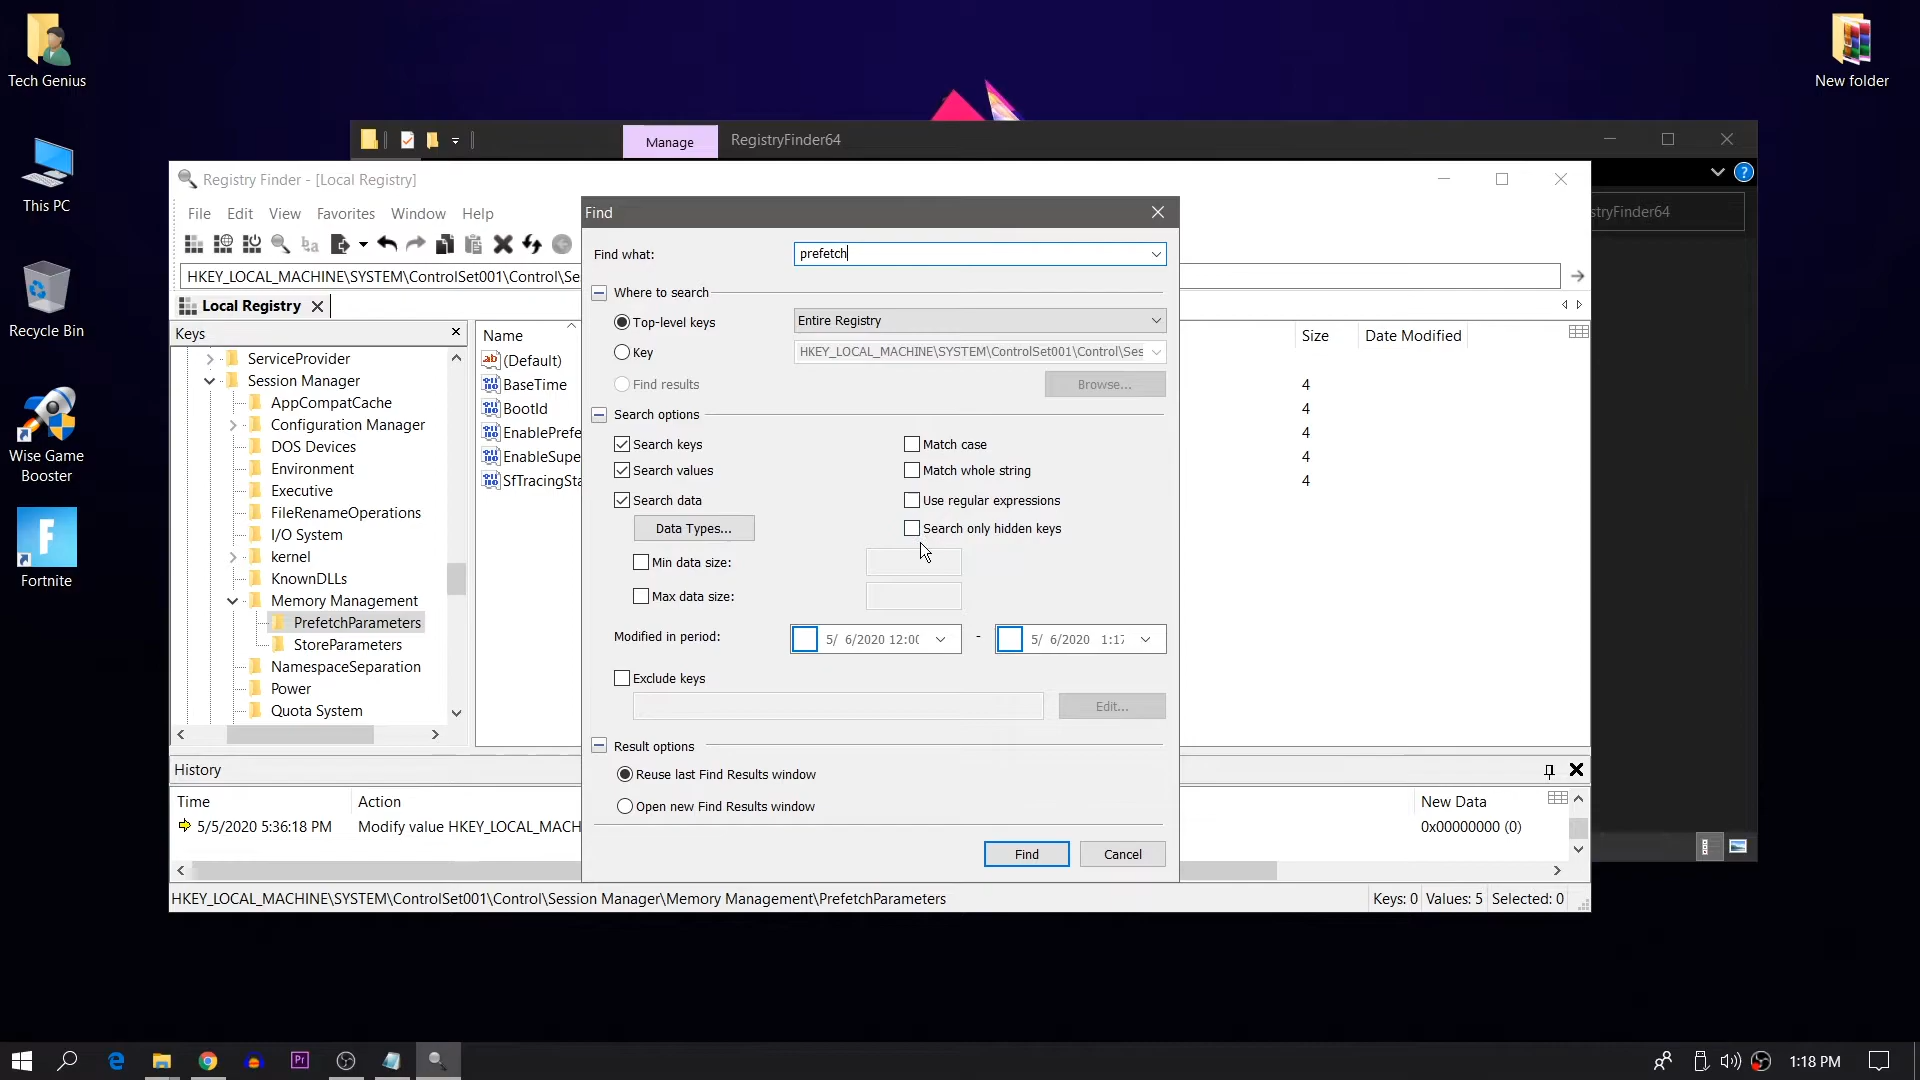 Tech Genius
This PC
Recycle Bin
Wise Game
Booster
Fortnite
New folder
Manage
RegistryFinder64
stryFinder64
Registry Finder - [Local Registry]
File Edit View Favorites Window Help
HKEY_LOCAL_MACHINE\SYSTEM\ControlSet001\Control\Se
Local Registry
Keys
ServiceProvider
Session Manager
AppCompatCache
Configuration Manager
DOS Devices
Environment
Executive
FileRenameOperations
I/O System
kernel
KnownDLLs
Memory Management
PrefetchParameters
StoreParameters
NamespaceSeparation
Power
Quota System
Name
(Default)
BaseTime
BootId
EnablePrefe
EnableSupe
SfTracingSta
Size Date Modified
4
4
4
4
4
Find
Find what: prefetch
Where to search
Top-level keys Entire Registry
Key HKEY_LOCAL_MACHINE\SYSTEM\ControlSet001\Control\Ses
Find results Browse...
Search options
Search keys Match case
Search values Match whole string
Search data Use regular expressions
Data Types... Search only hidden keys
Min data size:
Max data size:
Modified in period: 5/ 6/2020 12:00 - 5/ 6/2020 1:17
Exclude keys
Edit...
Result options
Reuse last Find Results window
Open new Find Results window
Find Cancel
History
Time Action New Data
5/5/2020 5:36:18 PM Modify value HKEY_LOCAL_MACH 0x00000000 (0)
HKEY_LOCAL_MACHINE\SYSTEM\ControlSet001\Control\Session Manager\Memory Management\PrefetchParameters Keys: 0 Values: 5 Selected: 0
1:18 PM